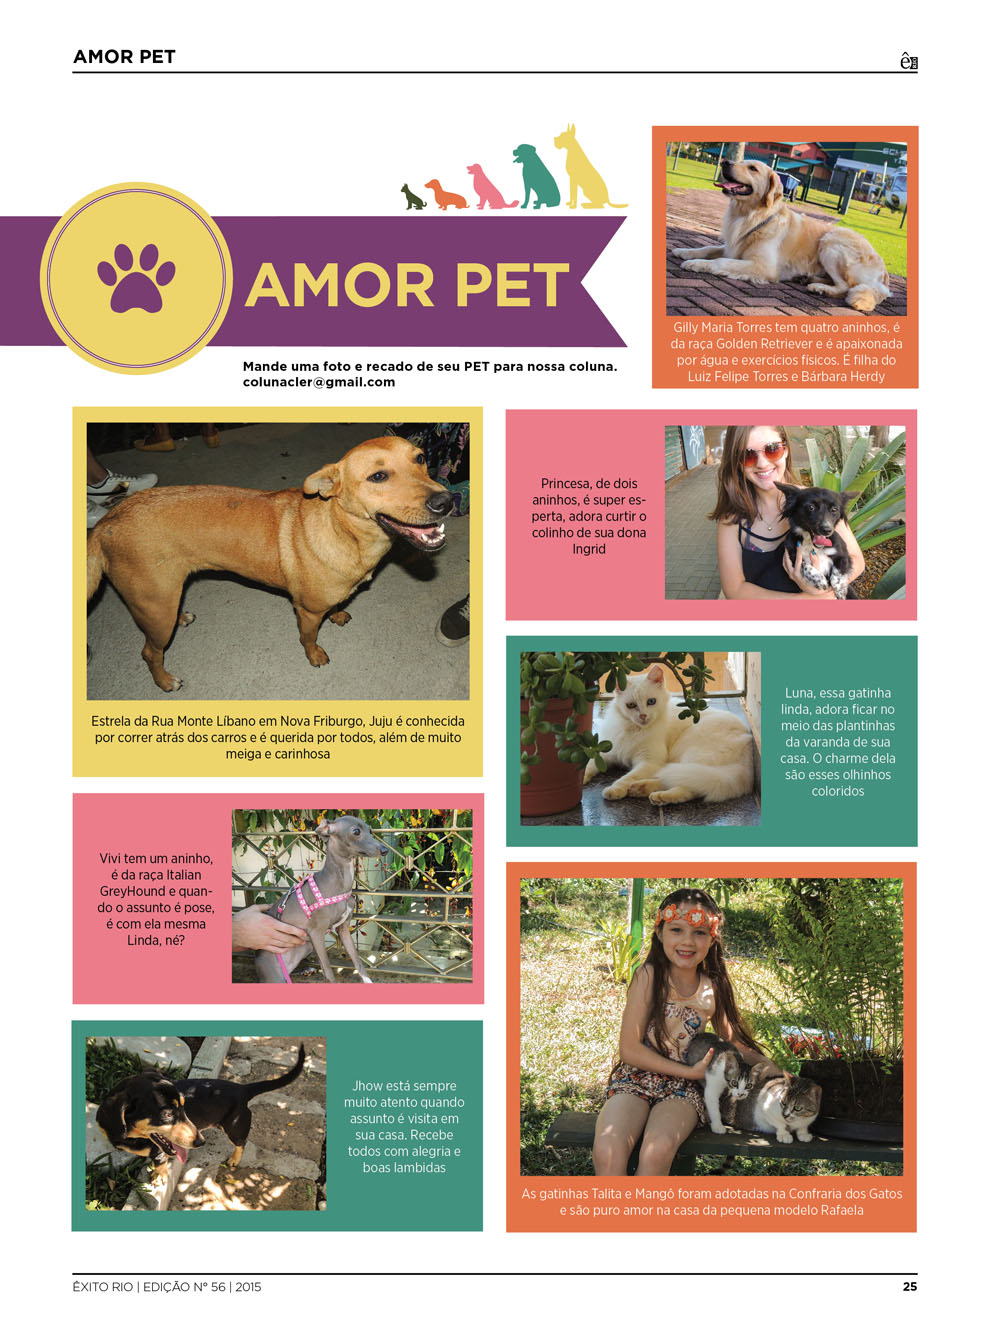 AMOR PET
ê
AMOR PET
Mande uma foto e recado de seu PET para nossa coluna.
colunacler@gmail.com
Gilly Maria Torres tem quatro aninhos, é
da raça Golden Retriever e é apaixonada
por água e exercícios físicos. É filha do
Luiz Felipe Torres e Bárbara Herdy
Estrela da Rua Monte Líbano em Nova Friburgo, Juju é conhecida
por correr atrás dos carros e é querida por todos, além de muito
meiga e carinhosa
Princesa, de dois
aninhos, é super es-
perta, adora curtir o
colinho de sua dona
Ingrid
Luna, essa gatinha
linda, adora ficar no
meio das plantinhas
da varanda de sua
casa. O charme dela
são esses olhinhos
coloridos
Vivi tem um aninho,
é da raça Italian
GreyHound e quan-
do o assunto é pose,
é com ela mesma
Linda, né?
Jhow está sempre
muito atento quando
assunto é visita em
sua casa. Recebe
todos com alegria e
boas lambidas
As gatinhas Talita e Mangô foram adotadas na Confraria dos Gatos
e são puro amor na casa da pequena modelo Rafaela
ÊXITO RIO | EDIÇÃO N° 56 | 2015
25